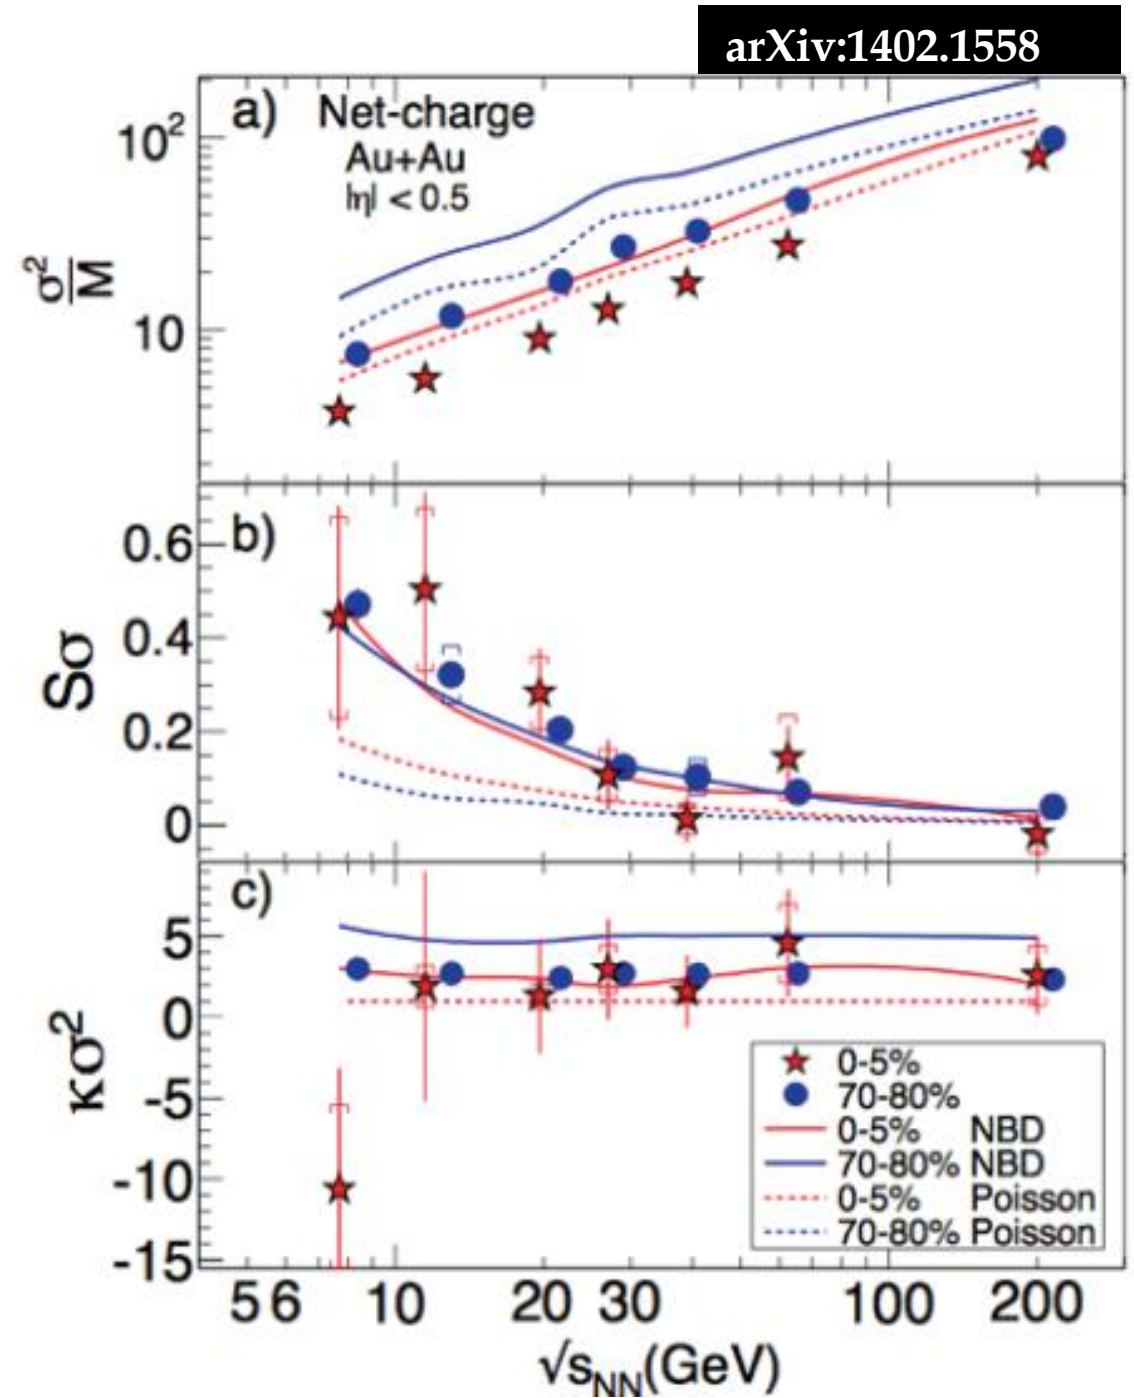 arXiv:1402.1558
a) Net-charge
Au+Au
|η| < 0.5
10²
10
σ²/M
b)
0.6
0.4
0.2
0
Sσ
c)
5
0
-5
-10
-15
κσ²
0-5%
70-80%
0-5% NBD
70-80% NBD
0-5% Poisson
70-80% Poisson
5 6 10 20 30 100 200
√sNN(GeV)